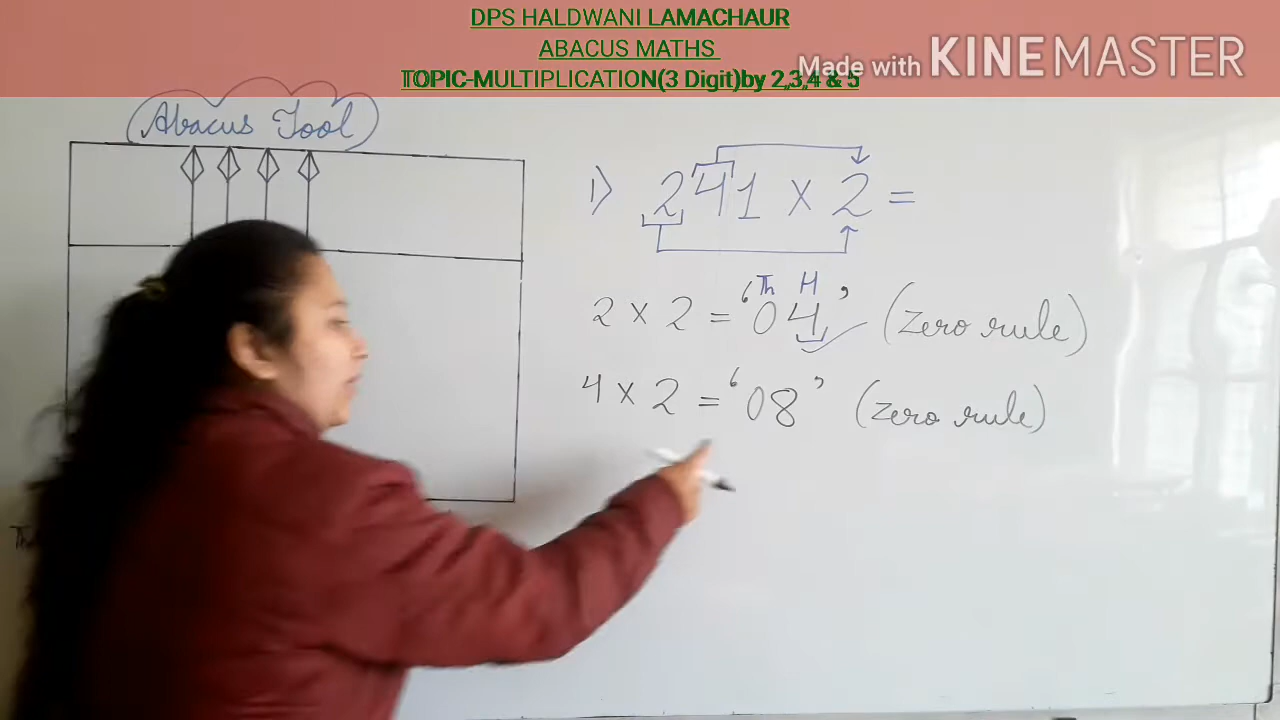 DPS HALDWANI LAMACHAUR
ABACUS MATHS
TOPIC-MULTIPLICATION(3 Digit)by 2,3,4 & 5
Made with KINEMASTER
Abacus Tool
1) 241 x 2 =
Th H
2 x 2 = '04' (Zero rule)
4 x 2 = '08' (Zero rule)